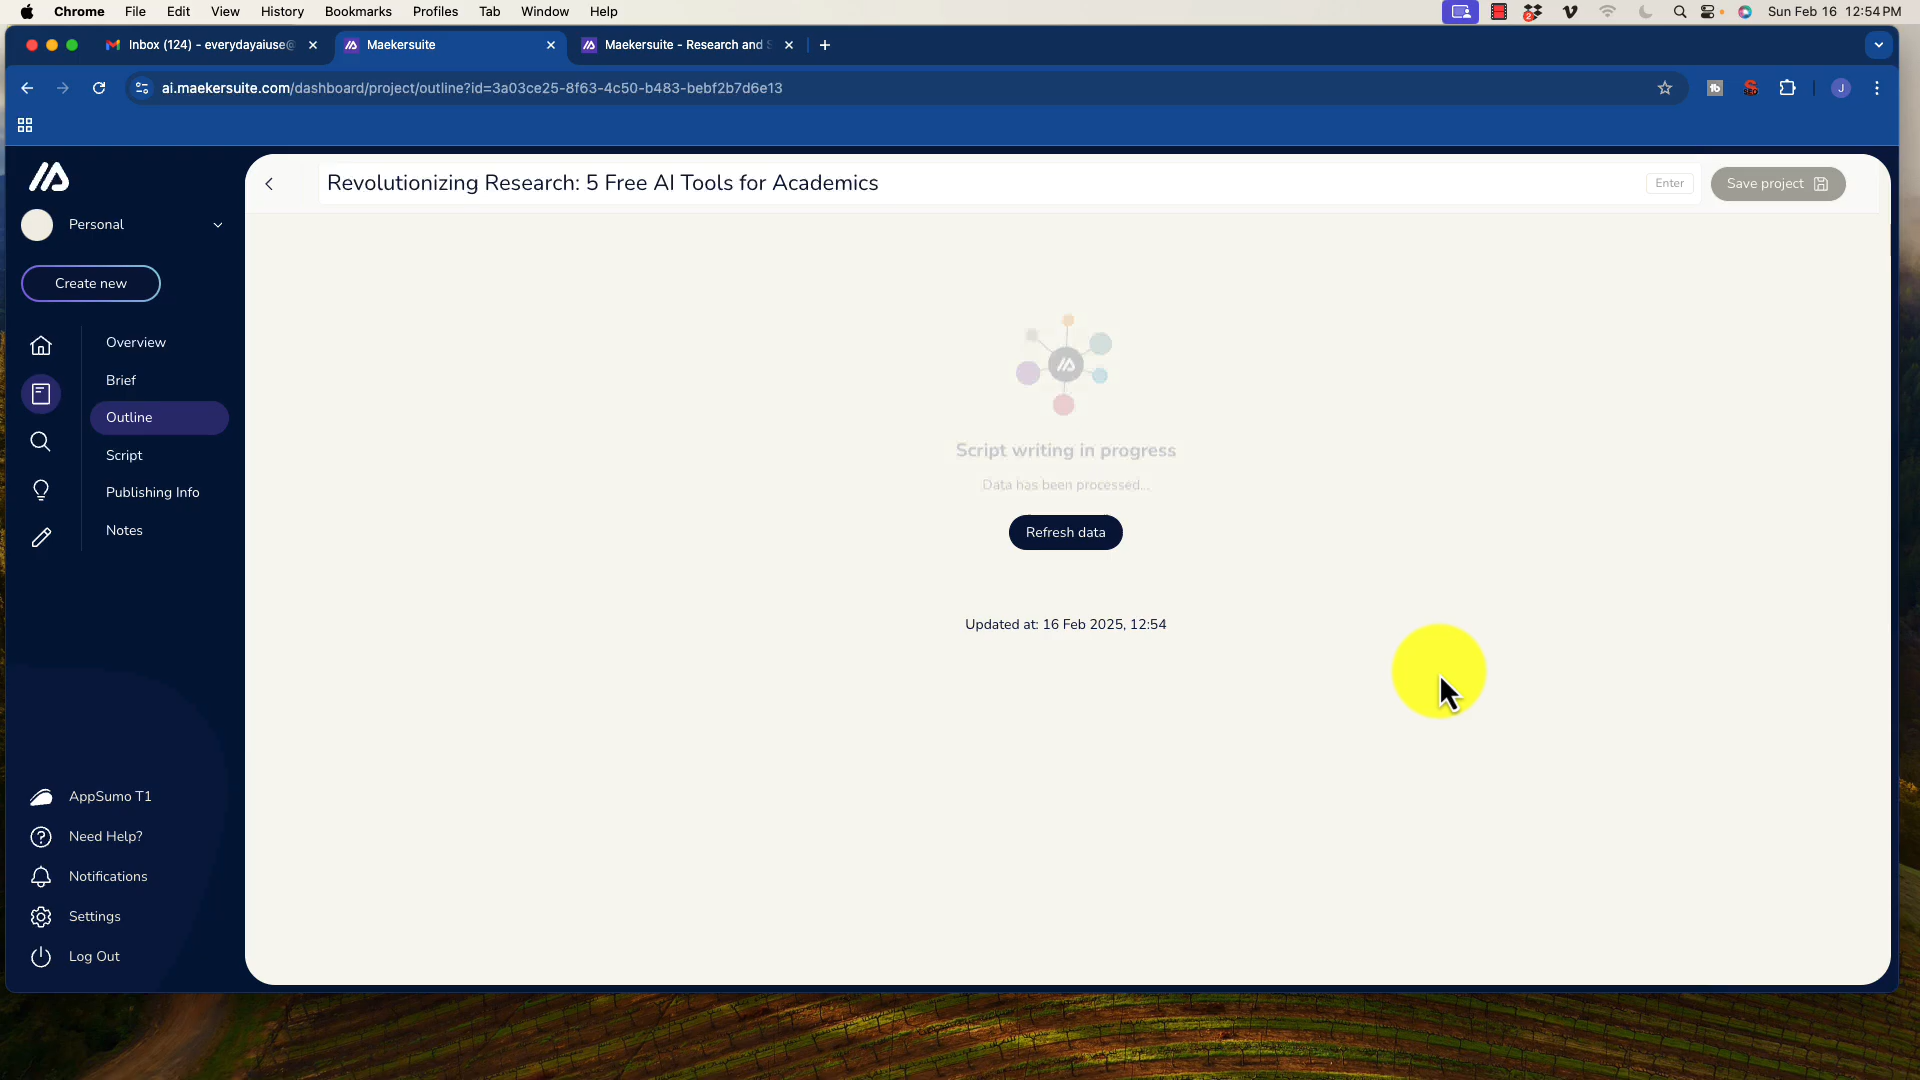 Chrome File Edit View History Bookmarks Profiles Tab Window Help
2
Sun Feb 16 12:54 PM
Inbox (124) - everydayaiuse@
Maekersuite
Maekersuite - Research and S
ai.maekersuite.com/dashboard/project/outline?id=3a03ce25-8f63-4c50-b483-bebf2b7d6e13
tb
SEO
J
Revolutionizing Research: 5 Free AI Tools for Academics
Enter
Save project
Personal
Create new
Overview
Brief
Outline
Script
Publishing Info
Notes
Script writing in progress
Data has been processed...
Refresh data
Updated at: 16 Feb 2025, 12:54
AppSumo T1
Need Help?
Notifications
Settings
Log Out